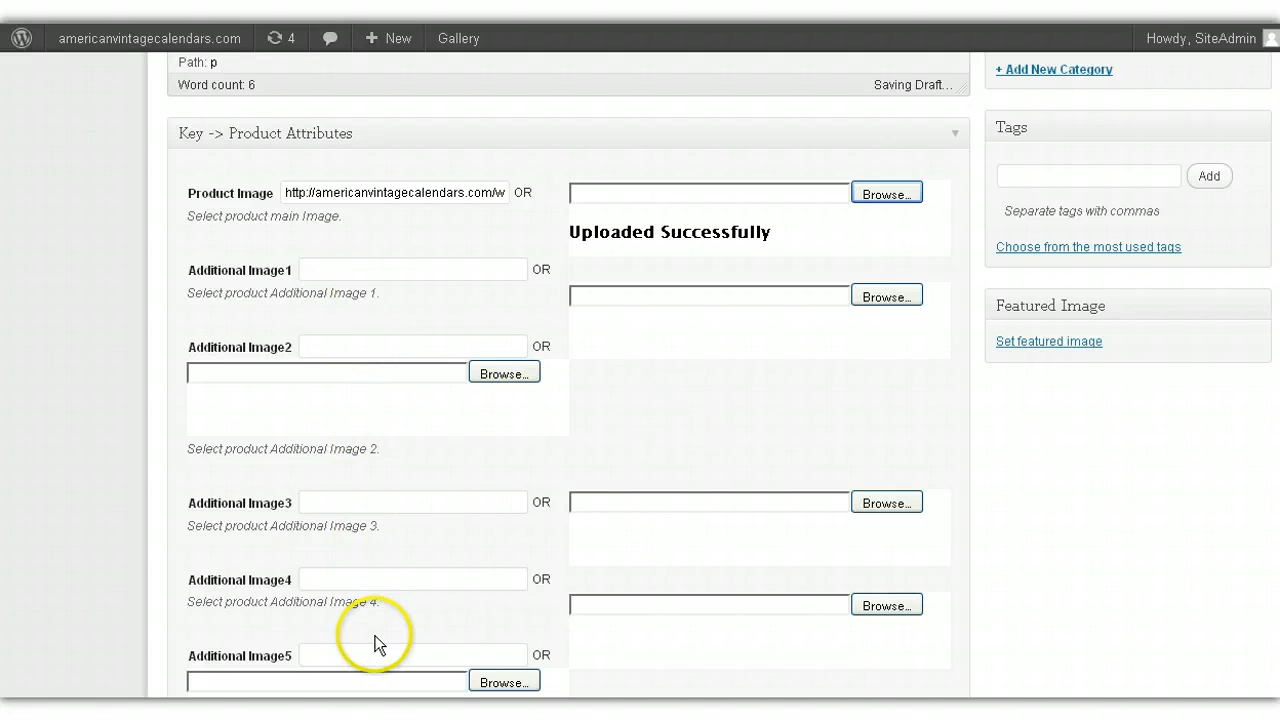 americanvintagecalendars.com 4 + New Gallery Howdy, SiteAdmin
Path: p
Word count: 6 Saving Draft...
+ Add New Category
Key -> Product Attributes
Tags
Product Image http://americanvintagecalendars.com/w OR Browse...
Add
Select product main Image.
Separate tags with commas
Uploaded Successfully
Choose from the most used tags
Additional Image1 OR
Select product Additional Image 1.
Browse...
Featured Image
Additional Image2 OR
Set featured image
Browse...
Select product Additional Image 2.
Additional Image3 OR Browse...
Select product Additional Image 3.
Additional Image4 OR
Select product Additional Image 4.
Browse...
Additional Image5 OR
Browse...